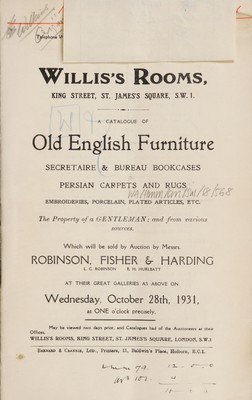 Telephone W
WILLIS'S ROOMS,
KING STREET, ST. JAMES'S SQUARE, S.W. 1.
A CATALOGUE OF
Old English Furniture
SECRETAIRE & BUREAU BOOKCASES
PERSIAN CARPETS AND RUGS
EMBROIDERIES, PORCELAIN, PLATED ARTICLES, ETC.
The Property of a GENTLEMAN; and from various
sources.
Which will be sold by Auction by Messrs.
ROBINSON, FISHER & HARDING
L. C. ROBINSON R. H. HURLBATT
AT THEIR GREAT GALLERIES AS ABOVE ON
Wednesday, October 28th, 1931,
at ONE o'clock precisely.
May be viewed two days prior, and Catalogues had of the Auctioneers at their
Offices,
WILLIS'S ROOMS, KING STREET, ST. JAMES'S SQUARE, LONDON, S.W.1